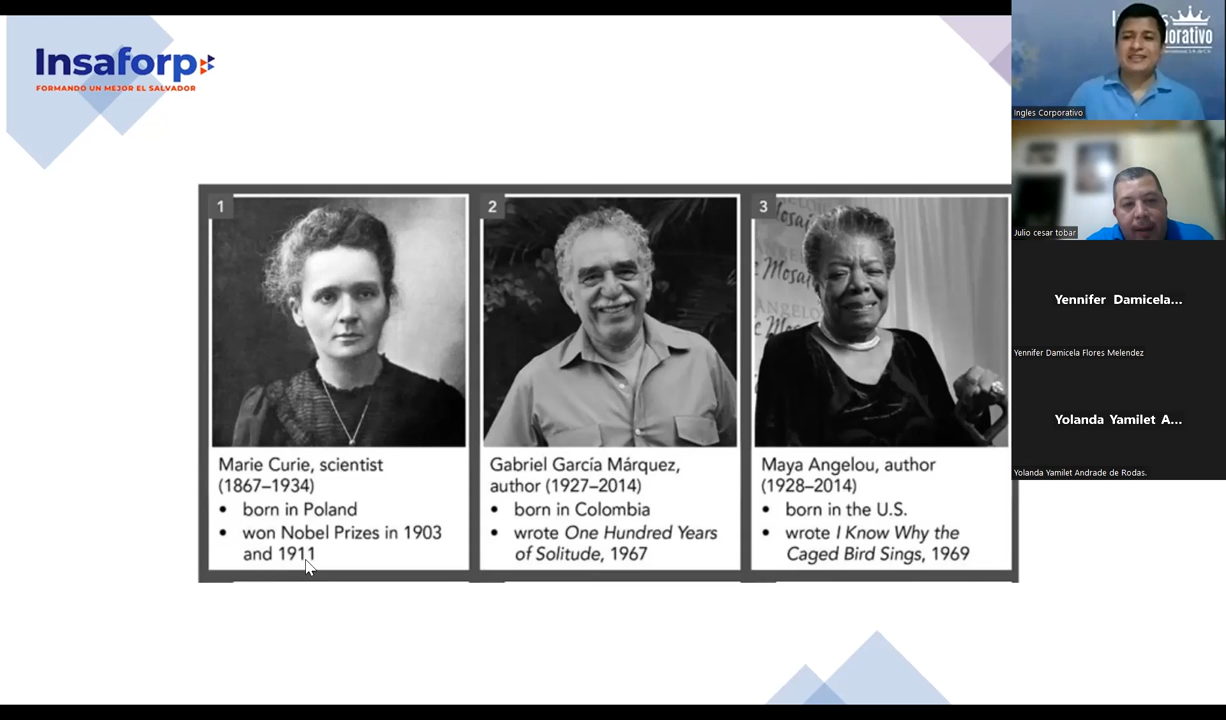 Insaforp
FORMANDO UN MEJOR EL SALVADOR
1
2
3
Marie Curie, scientist
(1867–1934)
• born in Poland
• won Nobel Prizes in 1903
and 1911
Gabriel García Márquez,
author (1927–2014)
• born in Colombia
• wrote One Hundred Years
of Solitude, 1967
Maya Angelou, author
(1928–2014)
• born in the U.S.
• wrote I Know Why the
Caged Bird Sings, 1969
Ingles Corporativo
Julio cesar tobar
Yennifer Damicela...
Yennifer Damicela Flores Melendez
Yolanda Yamilet A...
Yolanda Yamilet Andrade de Rodas.